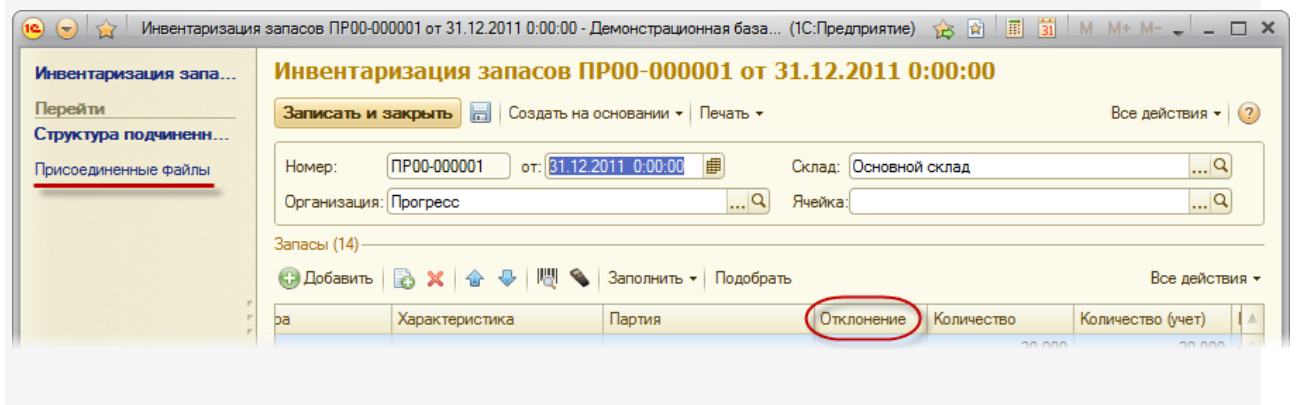 Инвентаризация запасов ПР00-000001 от 31.12.2011 0:00:00 - Демонстрационная база... (1С:Предприятие) 31 M M+ M-
Инвентаризация запа...
Перейти
Структура подчиненн...
Присоединенные файлы
Инвентаризация запасов ПР00-000001 от 31.12.2011 0:00:00
Записать и закрыть Создать на основании Печать Все действия ?
Номер: ПР00-000001 от: 31.12.2011 0:00:00 Склад: Основной склад ...
Организация: Прогресс ... Ячейка: ...
Запасы (14)
Добавить Заполнить Подобрать Все действия
ра Характеристика Партия Отклонение Количество Количество (учет)